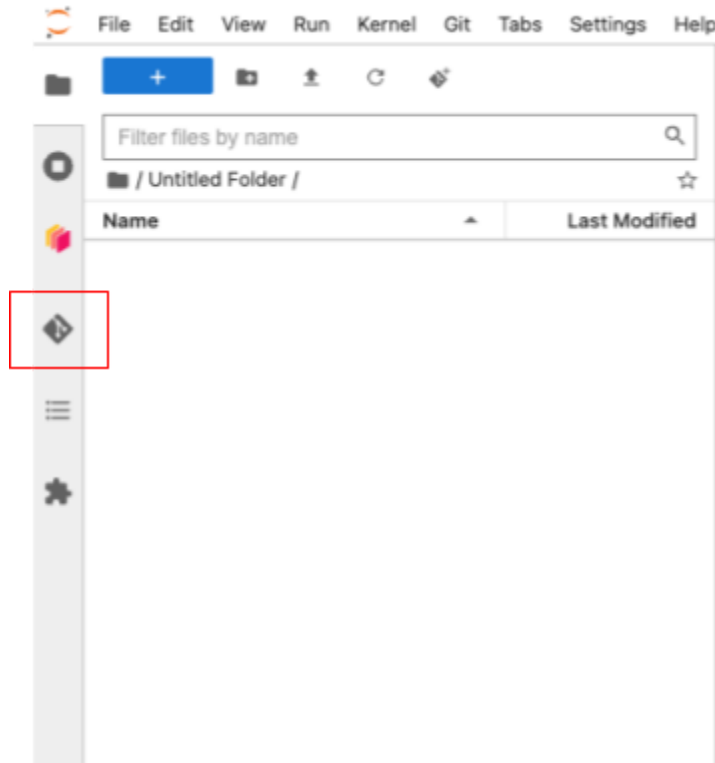 File Edit View Run Kernel Git Tabs Settings Help
Filter files by name
/ Untitled Folder /
Name Last Modified